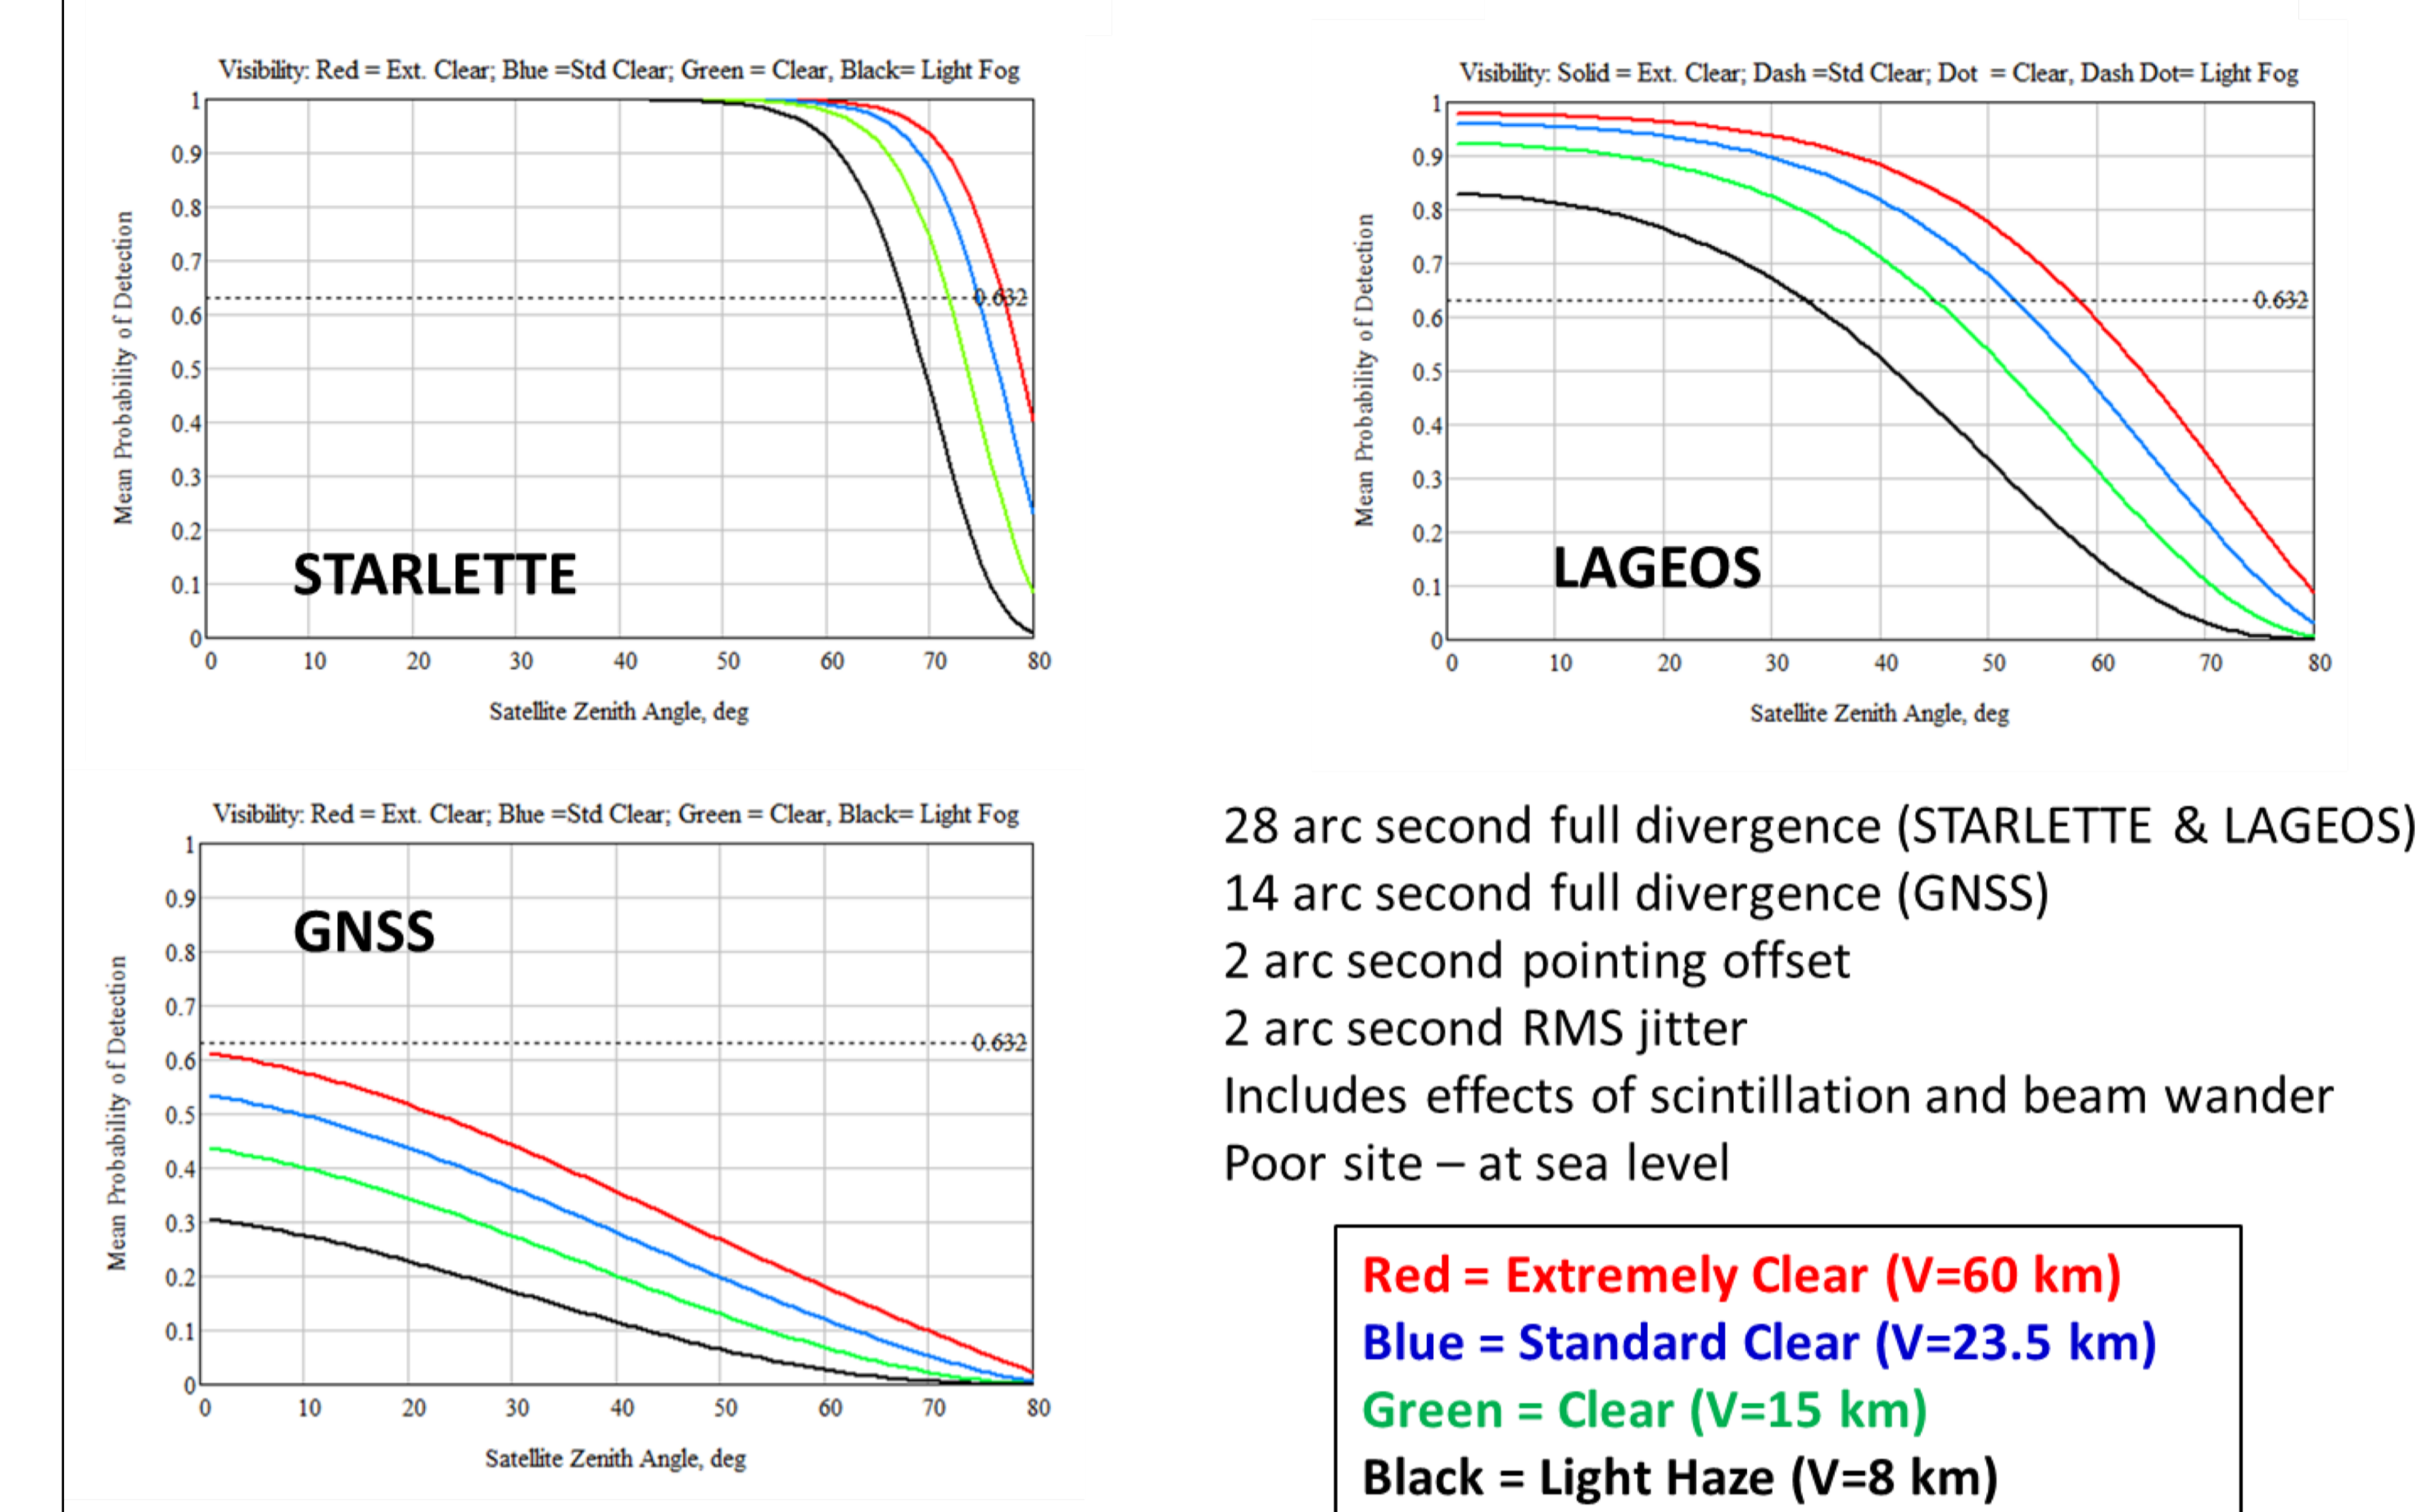 Visibility: Red = Ext. Clear; Blue =Std Clear; Green = Clear, Black= Light Fog
Mean Probability of Detection
1
0.9
0.8
0.7
0.6
0.5
0.4
0.3
0.2
0.1
0
0.632
STARLETTE
0 10 20 30 40 50 60 70 80
Satellite Zenith Angle, deg
Visibility: Solid = Ext. Clear; Dash =Std Clear; Dot = Clear, Dash Dot= Light Fog
Mean Probability of Detection
1
0.9
0.8
0.7
0.6
0.5
0.4
0.3
0.2
0.1
0
0.632
LAGEOS
0 10 20 30 40 50 60 70 80
Satellite Zenith Angle, deg
Visibility: Red = Ext. Clear; Blue =Std Clear; Green = Clear, Black= Light Fog
Mean Probability of Detection
1
0.9
0.8
0.7
0.6
0.5
0.4
0.3
0.2
0.1
0
GNSS
0.632
0 10 20 30 40 50 60 70 80
Satellite Zenith Angle, deg
28 arc second full divergence (STARLETTE & LAGEOS)
14 arc second full divergence (GNSS)
2 arc second pointing offset
2 arc second RMS jitter
Includes effects of scintillation and beam wander
Poor site – at sea level
Red = Extremely Clear (V=60 km)
Blue = Standard Clear (V=23.5 km)
Green = Clear (V=15 km)
Black = Light Haze (V=8 km)